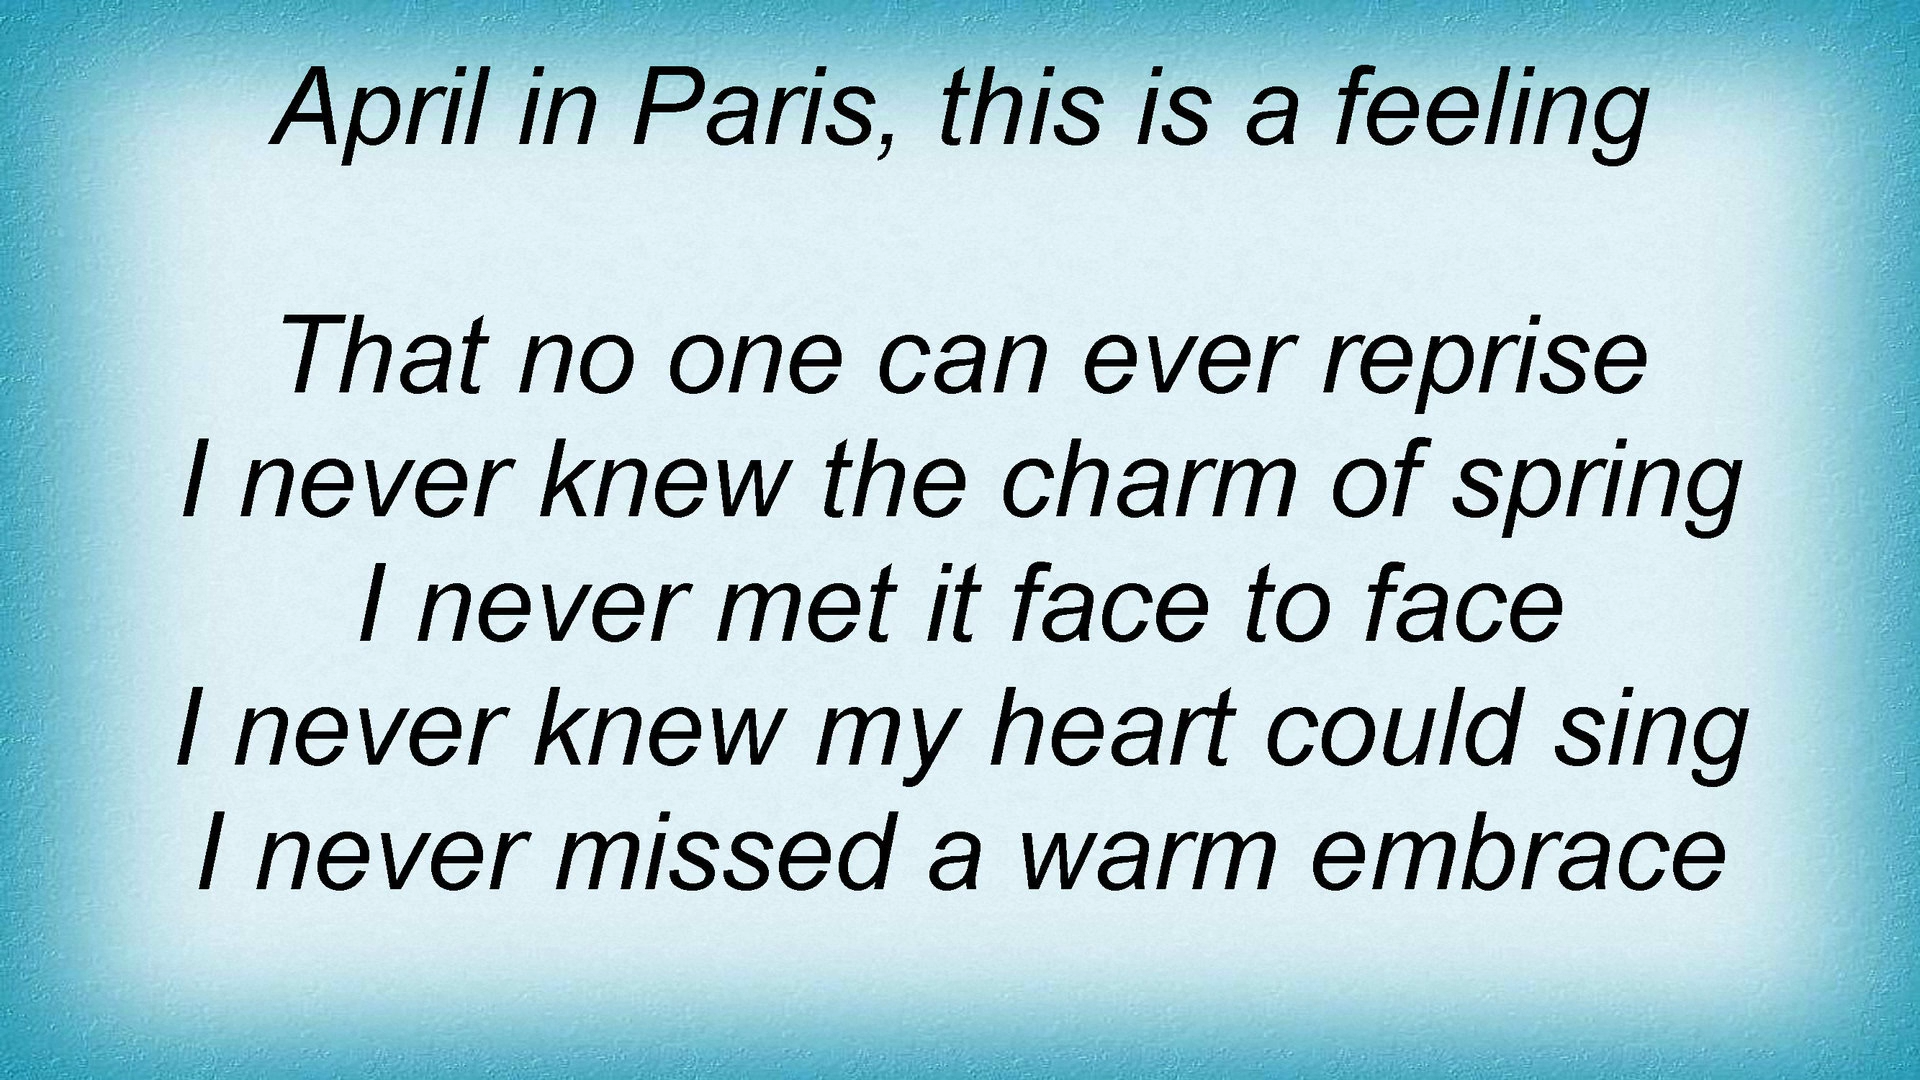 April in Paris, this is a feeling
That no one can ever reprise
I never knew the charm of spring
I never met it face to face
I never knew my heart could sing
I never missed a warm embrace